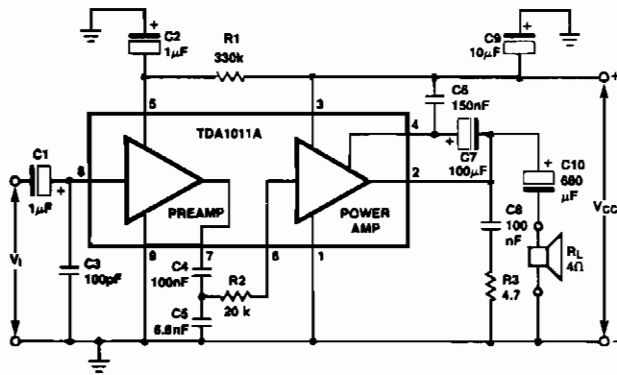 C2
1µF
R1
330k
C9
10µF
+
+
+
5
3
C6
150nF
4
TDA1011A
C7
100µF
+
C1
1µF
+
8
PREAMP
POWER
AMP
2
+
C10
680
µF
VCC
VI
C3
100pF
9
7
6
1
C4
100nF
R2
20 k
C5
6.8nF
C8
100
nF
R3
4.7
RL
4Ω
−